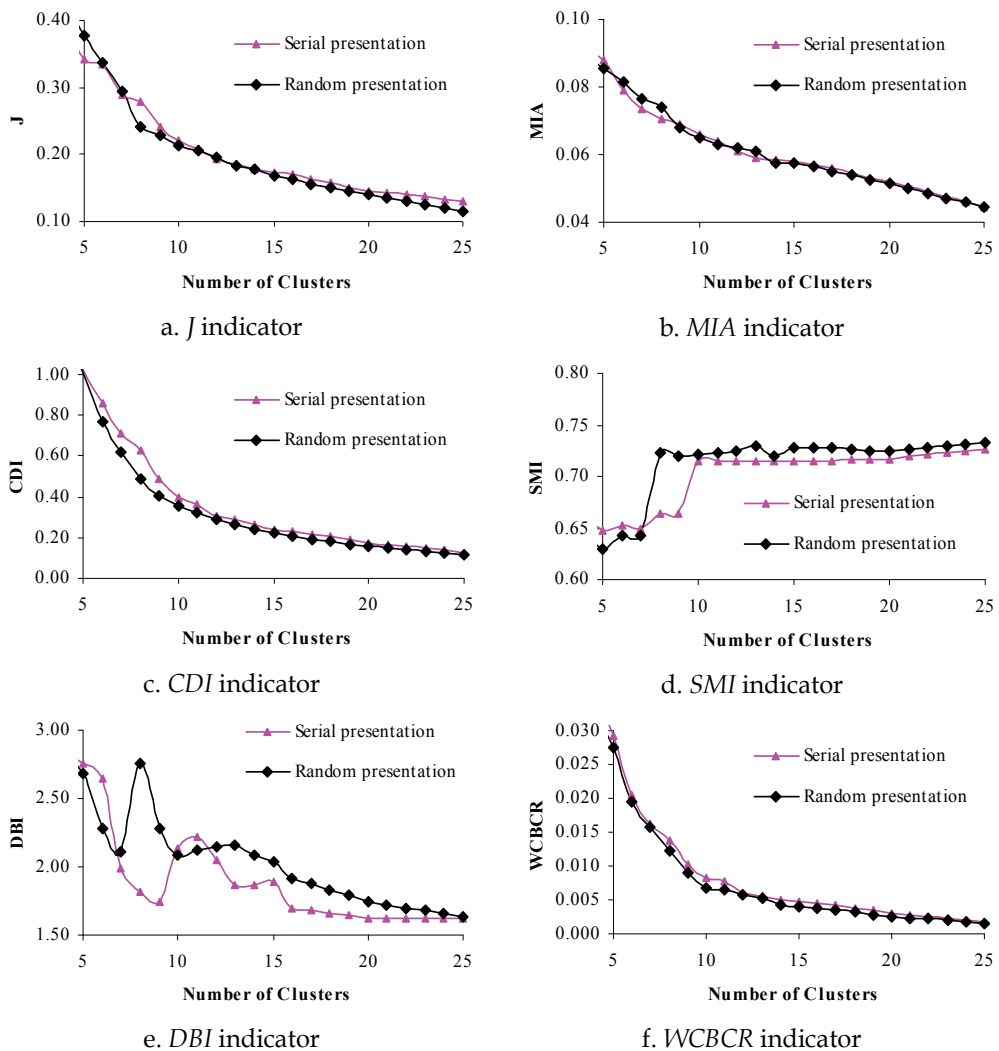 0.40
0.30
0.20
0.10
J
Serial presentation
Random presentation
5 10 15 20 25
Number of Clusters
a. J indicator
0.10
0.08
0.06
0.04
MIA
Serial presentation
Random presentation
5 10 15 20 25
Number of Clusters
b. MIA indicator
1.00
0.80
0.60
0.40
0.20
0.00
CDI
Serial presentation
Random presentation
5 10 15 20 25
Number of Clusters
c. CDI indicator
0.80
0.75
0.70
0.65
0.60
SMI
Serial presentation
Random presentation
5 10 15 20 25
Number of Clusters
d. SMI indicator
3.00
2.50
2.00
1.50
DBI
Serial presentation
Random presentation
5 10 15 20 25
Number of Clusters
e. DBI indicator
0.030
0.025
0.020
0.015
0.010
0.005
0.000
WCBCR
Serial presentation
Random presentation
5 10 15 20 25
Number of Clusters
f. WCBCR indicator